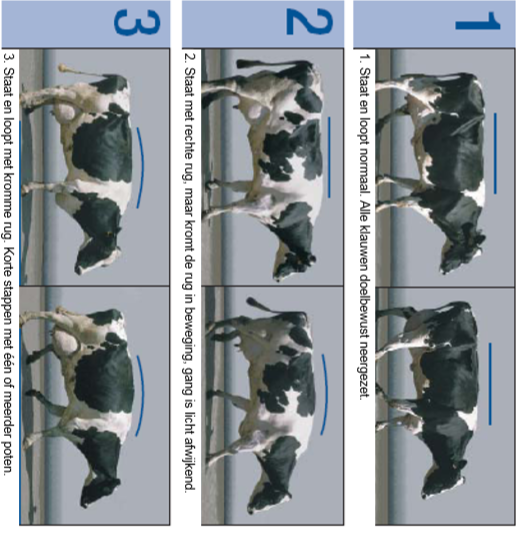 1
1. Staat en loopt normaal. Alle klauwen doelbewust neergezet.
2
2. Staat met rechte rug, maar kromt de rug in beweging, gang is licht afwijkend.
3
3. Staat en loopt met kromme rug. Korte stappen met één of meerder poten.